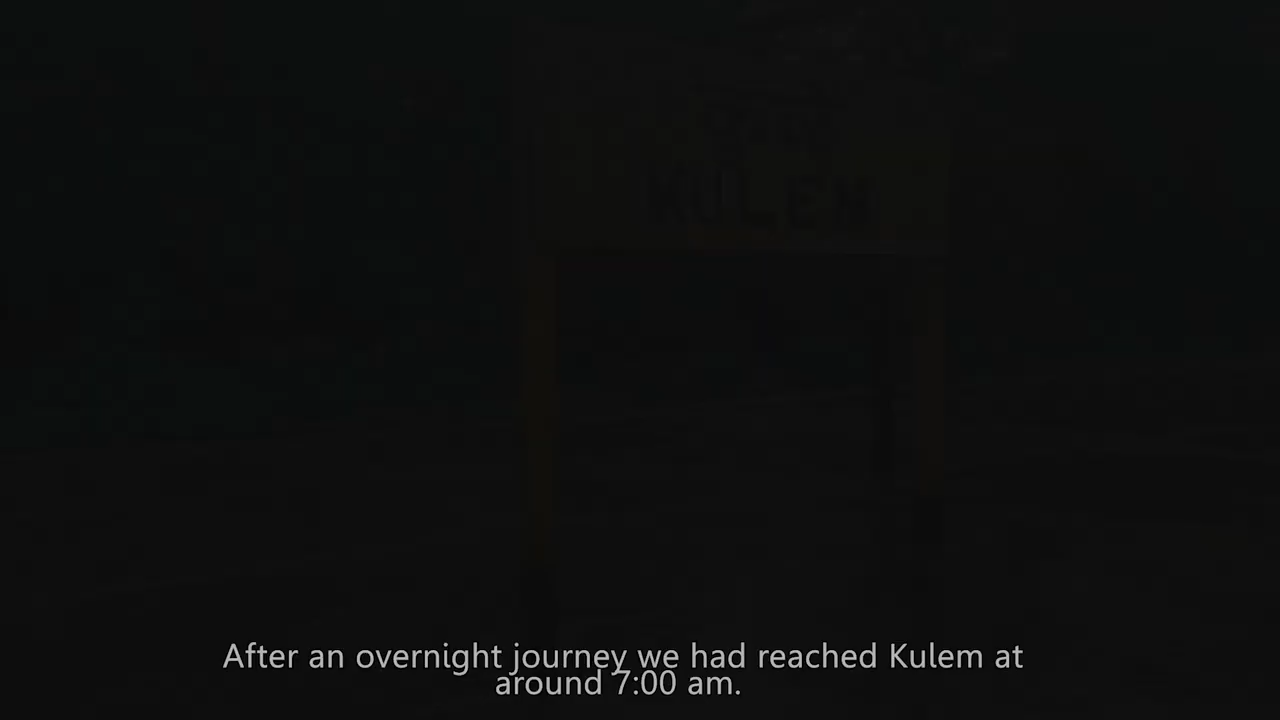 KULEM
After an overnight journey we had reached Kulem at
around 7:00 am.